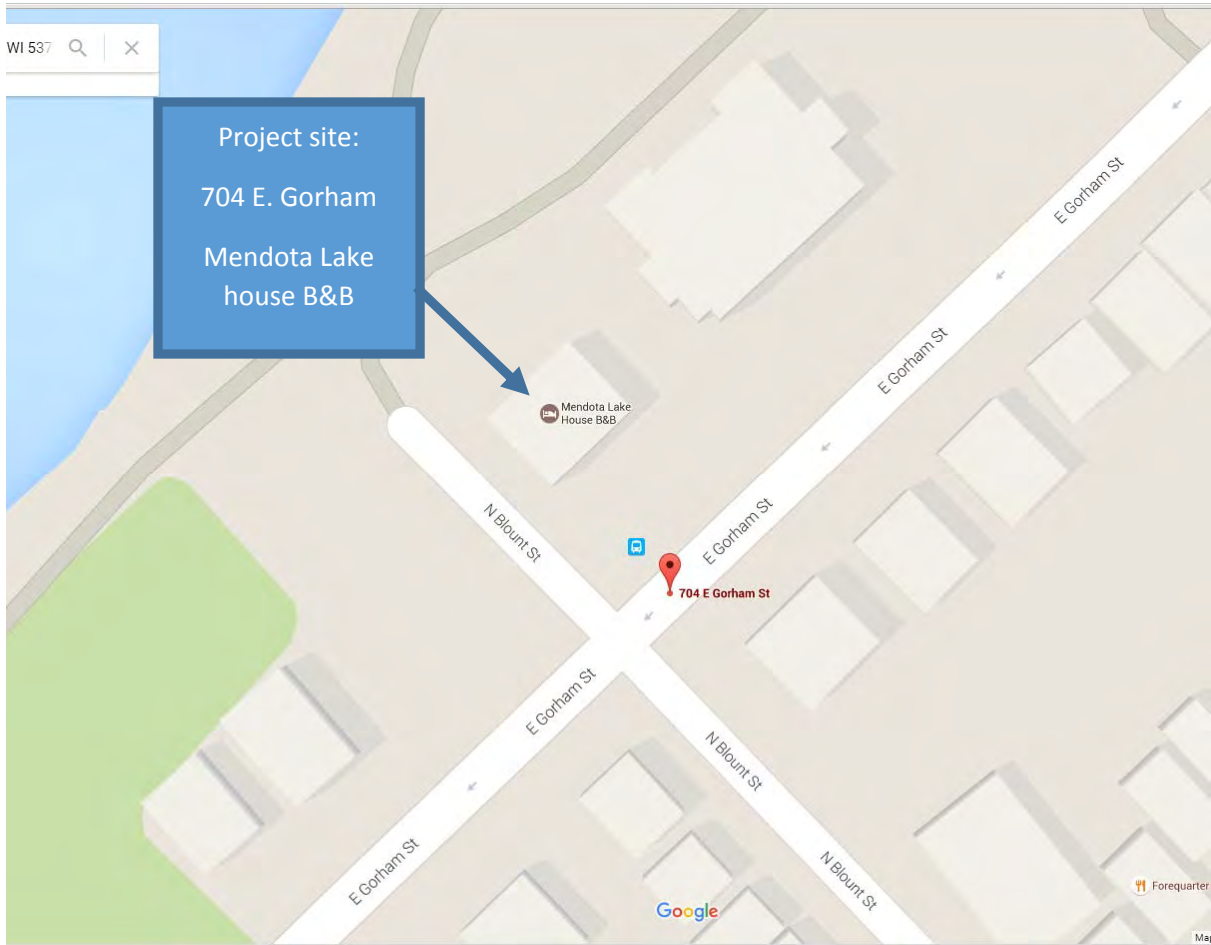 WI 537
Project site:
704 E. Gorham
Mendota Lake
house B&B
E Gorham St
E Gorham St
Mendota Lake
House B&B
E Gorham St
N Blount St
704 E Gorham St
E Gorham St
N Blount St
E Gorham St
N Blount St
Forequarter
Google
Map